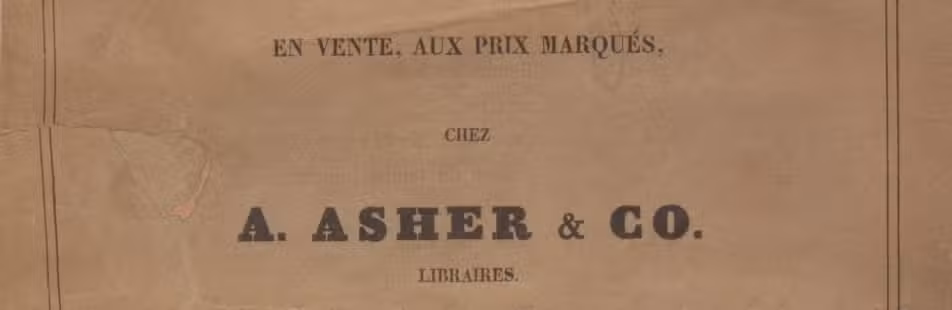 EN VENTE, AUX PRIX MARQUÉS,
CHEZ
A. ASHER & CO.
LIBRAIRES.